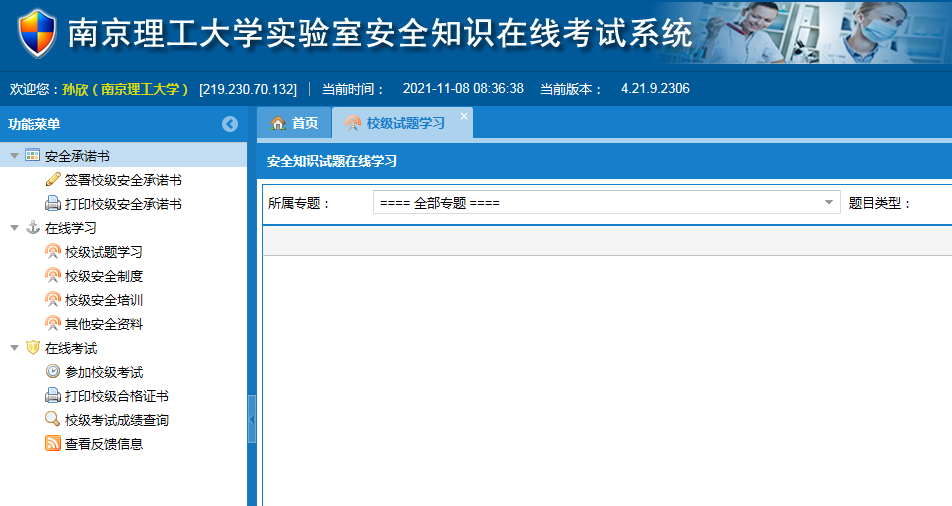 南京理工大学实验室安全知识在线考试系统
欢迎您：孙欣（南京理工大学） [219.230.70.132] 当前时间： 2021-11-08 08:36:38 当前版本： 4.21.9.2306
功能菜单
首页 校级试题学习
安全承诺书
签署校级安全承诺书
打印校级安全承诺书
在线学习
校级试题学习
校级安全制度
校级安全培训
其他安全资料
在线考试
参加校级考试
打印校级合格证书
校级考试成绩查询
查看反馈信息
安全知识试题在线学习
所属专题： ==== 全部专题 ==== 题目类型：